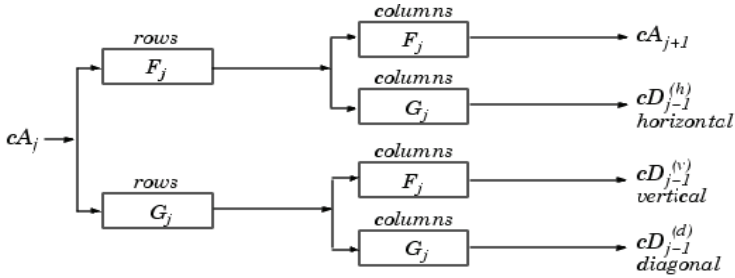 columns
rows
F_j
cA_{j+1}
F_j
columns
G_j
cD_{j-1}^{(h)}
horizontal
cA_j
columns
rows
F_j
cD_{j-1}^{(v)}
vertical
G_j
columns
G_j
cD_{j-1}^{(d)}
diagonal